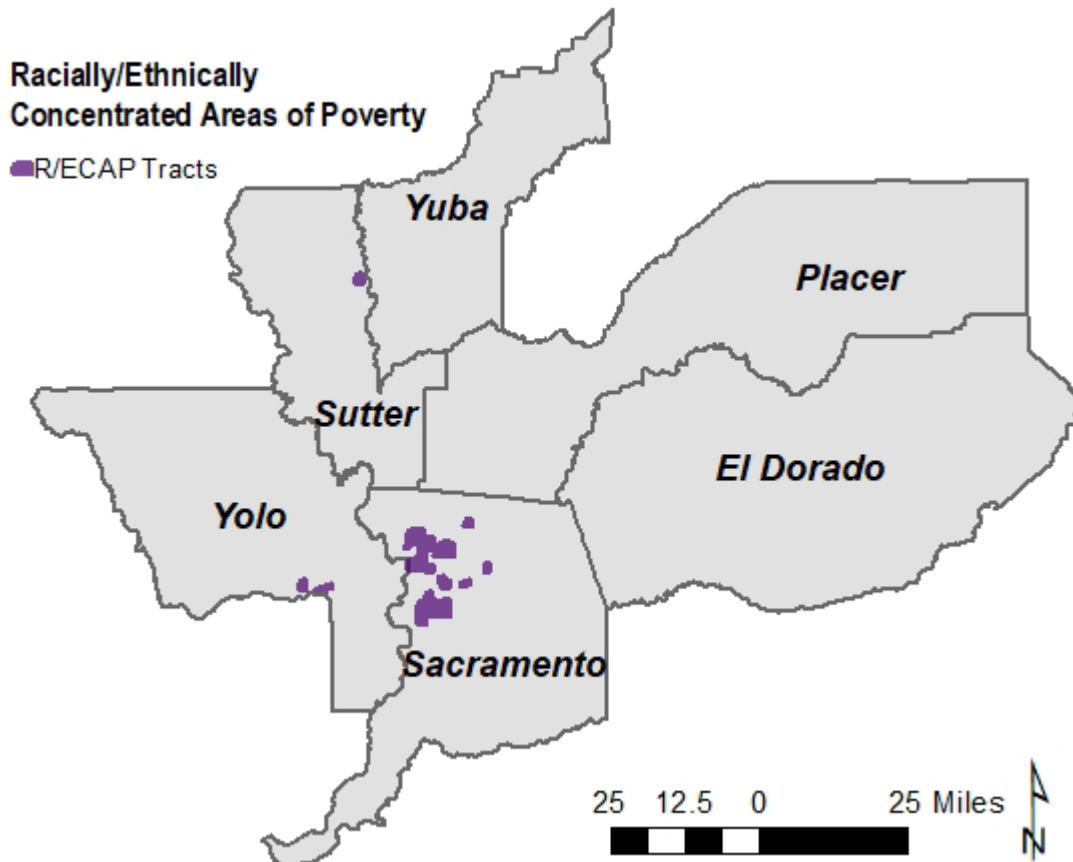 Racially/Ethnically
Concentrated Areas of Poverty
R/ECAP Tracts
Yuba
Placer
Sutter
El Dorado
Yolo
Sacramento
25 12.5 0 25 Miles
N